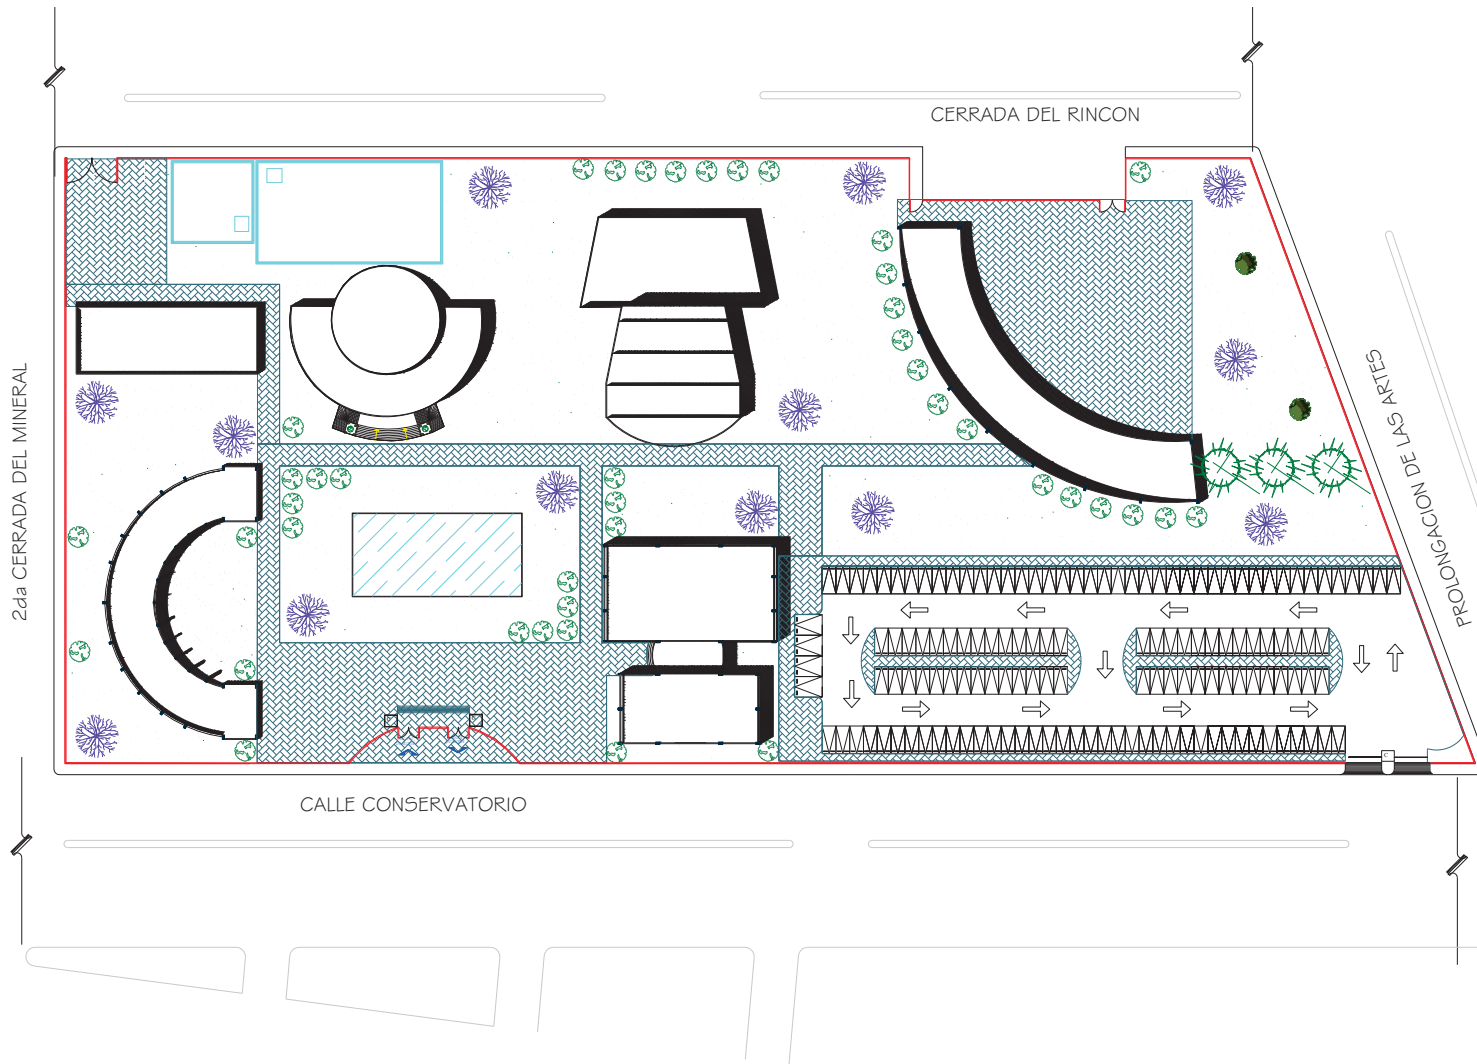 CERRADA DEL RINCON
2da CERRADA DEL MINERAL
PROLONGACION DE LAS ARTES
CALLE CONSERVATORIO